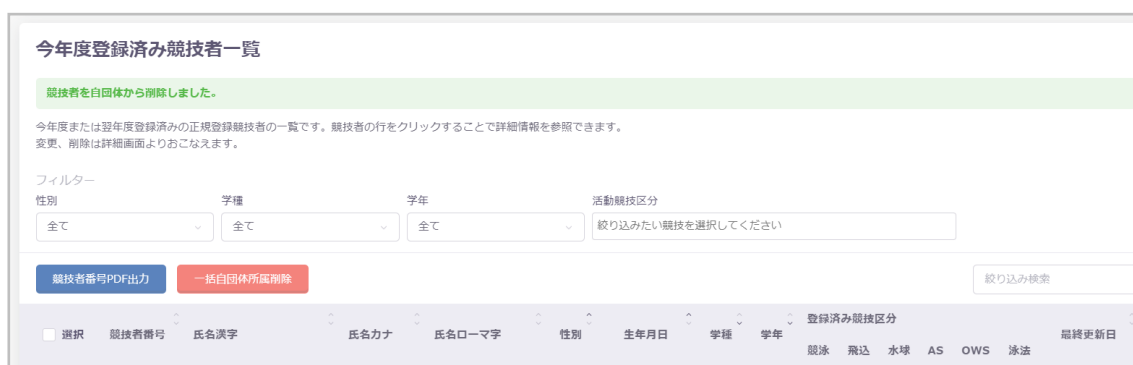 今年度登録済み競技者一覧
競技者を自団体から削除しました。
今年度または翌年度登録済みの正規登録競技者の一覧です。競技者の行をクリックすることで詳細情報を参照できます。
変更、削除は詳細画面よりおこなえます。
フィルター
性別 学種 学年 活動競技区分
全て 全て 全て 絞り込みたい競技を選択してください
競技者番号PDF出力 一括自団体所属削除 絞り込み検索
選択 競技者番号 氏名漢字 氏名カナ 氏名ローマ字 性別 生年月日 学種 学年 登録済み競技区分 最終更新日
競泳 飛込 水球 AS OWS 泳法